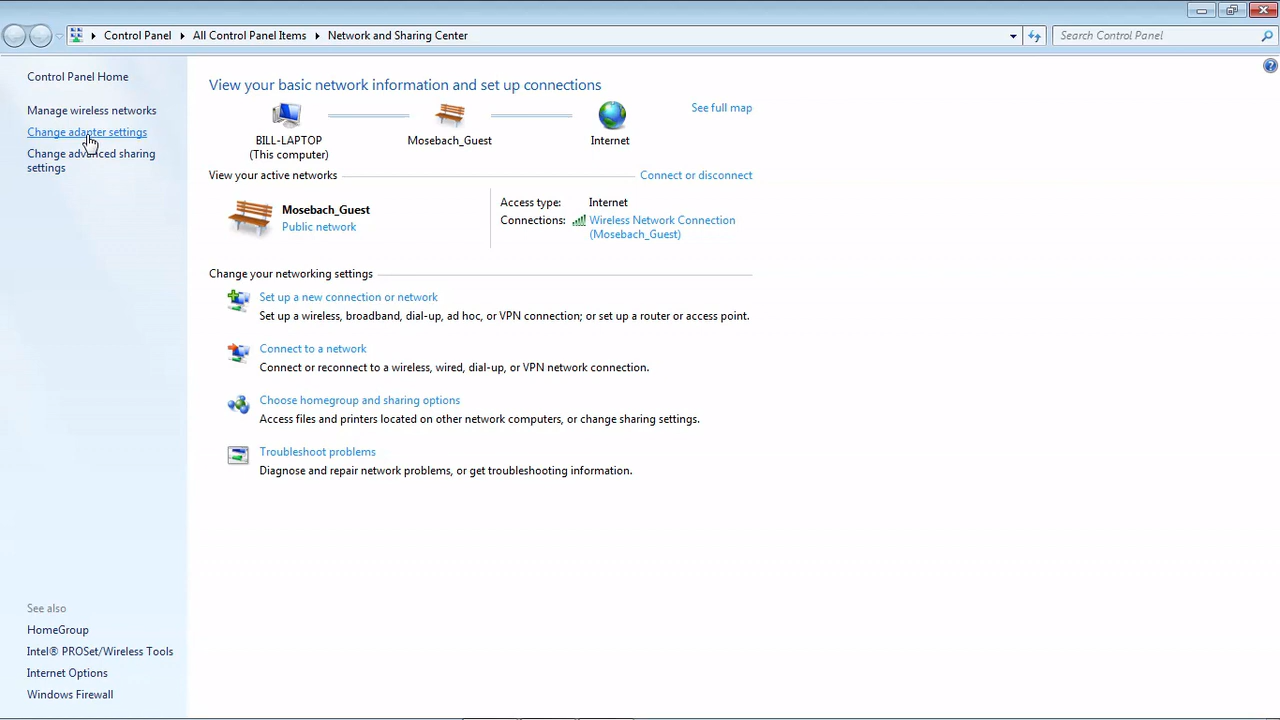 Control Panel
All Control Panel Items
Network and Sharing Center
Search Control Panel
Control Panel Home
Manage wireless networks
Change adapter settings
Change advanced sharing
settings
View your basic network information and set up connections
See full map
BILL-LAPTOP
(This computer)
Mosebach_Guest
Internet
View your active networks
Connect or disconnect
Mosebach_Guest
Public network
Access type: Internet
Connections: Wireless Network Connection
(Mosebach_Guest)
Change your networking settings
Set up a new connection or network
Set up a wireless, broadband, dial-up, ad hoc, or VPN connection; or set up a router or access point.
Connect to a network
Connect or reconnect to a wireless, wired, dial-up, or VPN network connection.
Choose homegroup and sharing options
Access files and printers located on other network computers, or change sharing settings.
Troubleshoot problems
Diagnose and repair network problems, or get troubleshooting information.
See also
HomeGroup
Intel® PROSet/Wireless Tools
Internet Options
Windows Firewall